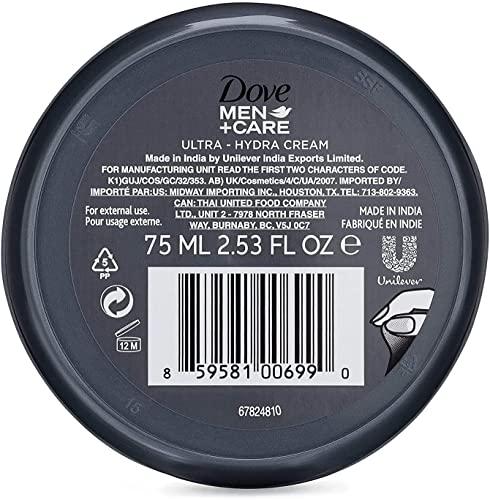 Dove
MEN
+CARE
ULTRA - HYDRA CREAM
Made in India by Unilever India Exports Limited.
FOR MANUFACTURING UNIT READ THE FIRST TWO CHARACTERS OF CODE.
K1)GUJ/COS/GC/32/353. AB) UK/Cosmetics/4/C/UA/2007. IMPORTED BY/
IMPORTÉ PAR:US: MIDWAY IMPORTING INC., HOUSTON, TX, TEL: 713-802-9363.
CAN: THAI UNITED FOOD COMPANY
LTD., UNIT 2 - 7978 NORTH FRASER
WAY, BURNABY, BC, V5J 0C7
For external use.
Pour usage externe.
MADE IN INDIA
FABRIQUÉ EN INDIE
75 ML 2.53 FL OZ e
5
PP
Unilever
12 M
8 59581 00699 0
67824810
15